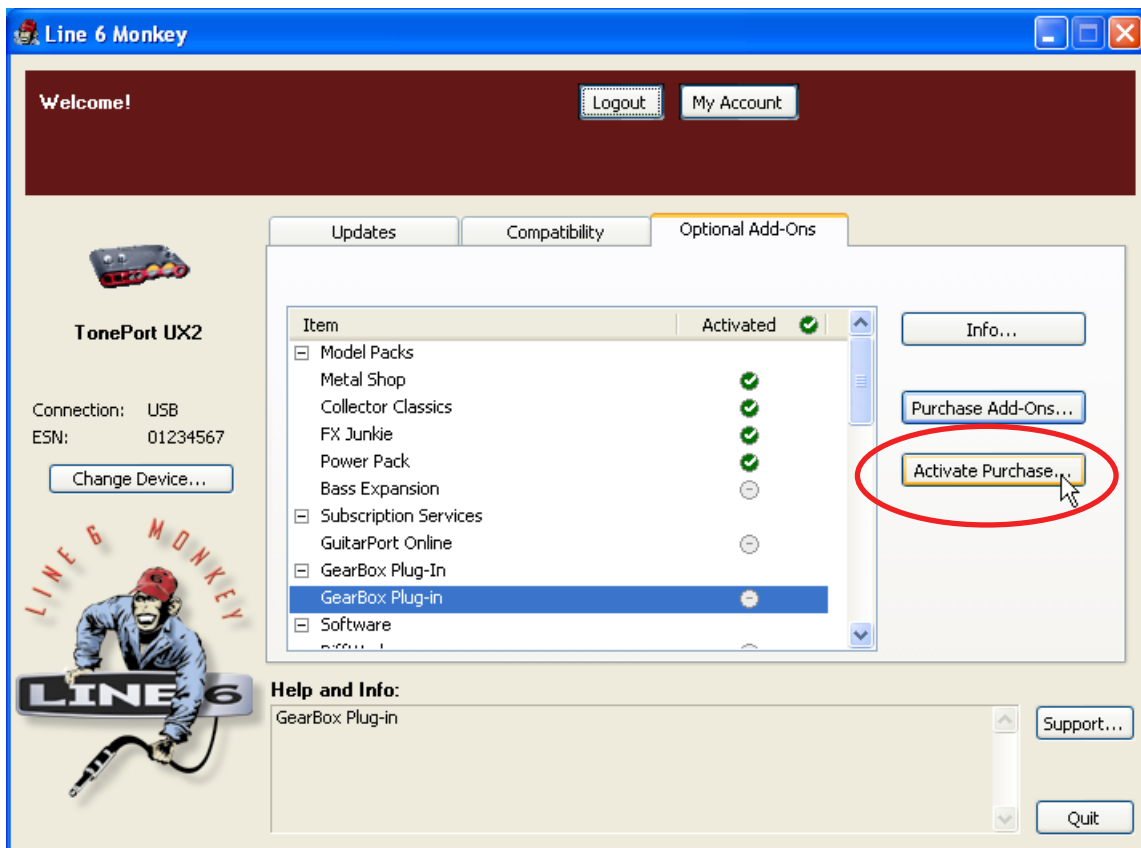 Line 6 Monkey
Welcome!
Logout
My Account
Updates
Compatibility
Optional Add-Ons
TonePort UX2
Connection: USB
ESN: 01234567
Change Device...
LINE 6 MONKEY
6
LINE 6
Item Activated
Model Packs
Metal Shop
Collector Classics
FX Junkie
Power Pack
Bass Expansion
Subscription Services
GuitarPort Online
GearBox Plug-In
GearBox Plug-in
Software
Info...
Purchase Add-Ons...
Activate Purchase...
Help and Info:
GearBox Plug-in
Support...
Quit